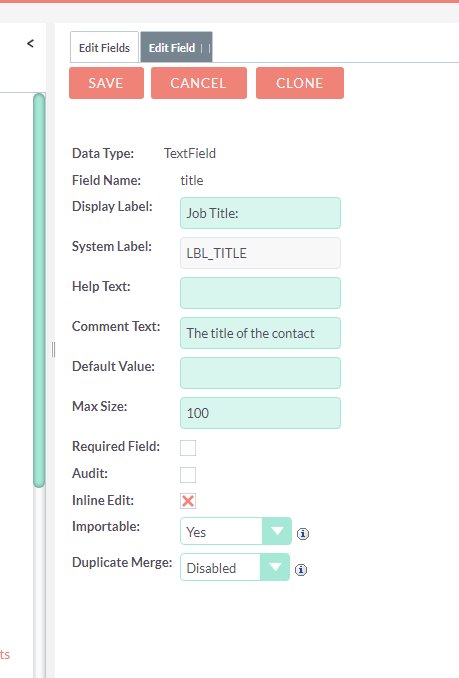 <
Edit Fields Edit Field
SAVE CANCEL CLONE
Data Type: TextField
Field Name: title
Display Label: Job Title:
System Label: LBL_TITLE
Help Text:
Comment Text: The title of the contact
Default Value:
Max Size: 100
Required Field:
Audit:
Inline Edit:
Importable: Yes i
Duplicate Merge: Disabled i
ts